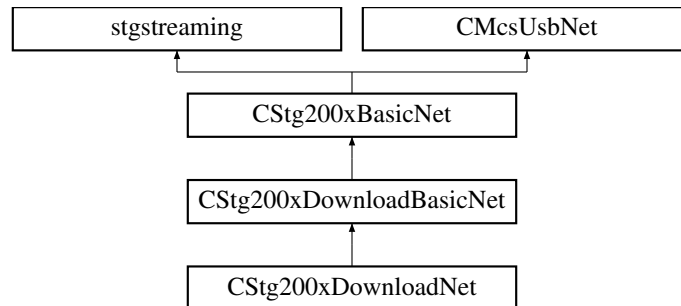 stgstreaming
CMcsUsbNet
CStg200xBasicNet
CStg200xDownloadBasicNet
CStg200xDownloadNet